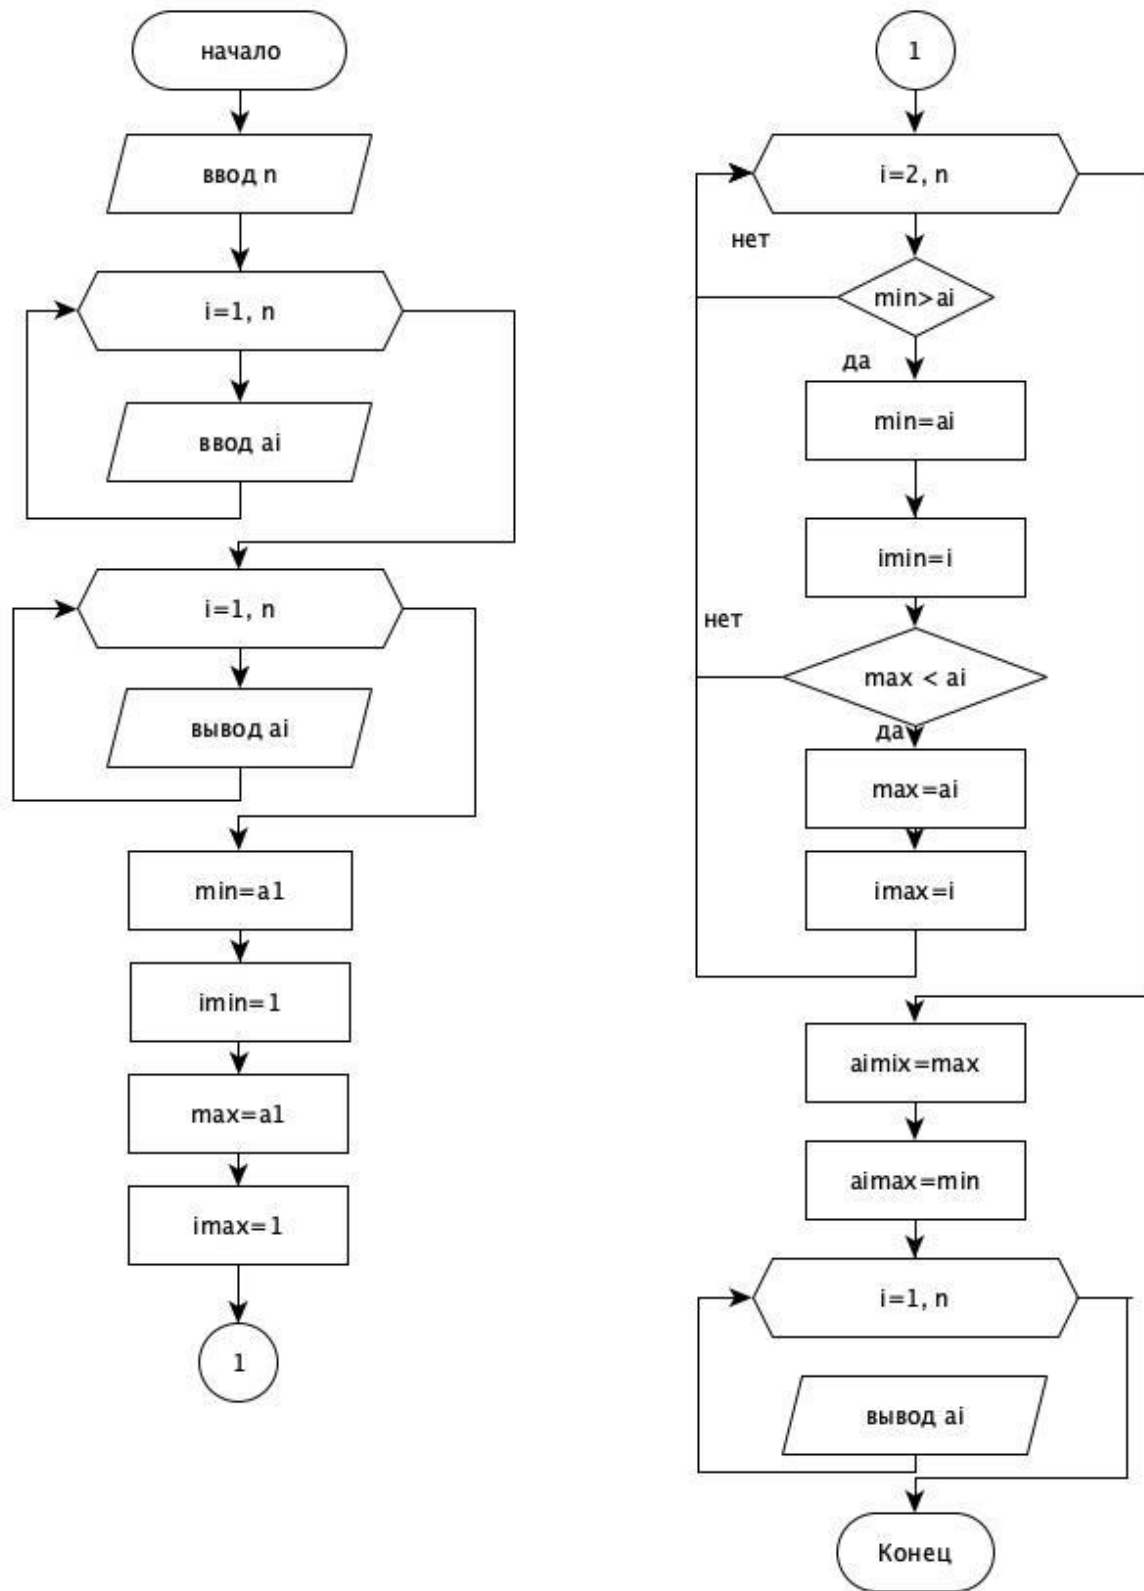 начало
ввод n
i=1, n
ввод ai
i=1, n
вывод ai
min=a1
imin=1
max=a1
imax=1
1
1
i=2, n
нет
min>ai
да
min=ai
imin=i
нет
max < ai
да
max=ai
imax=i
aimix=max
aimax=min
i=1, n
вывод ai
Конец